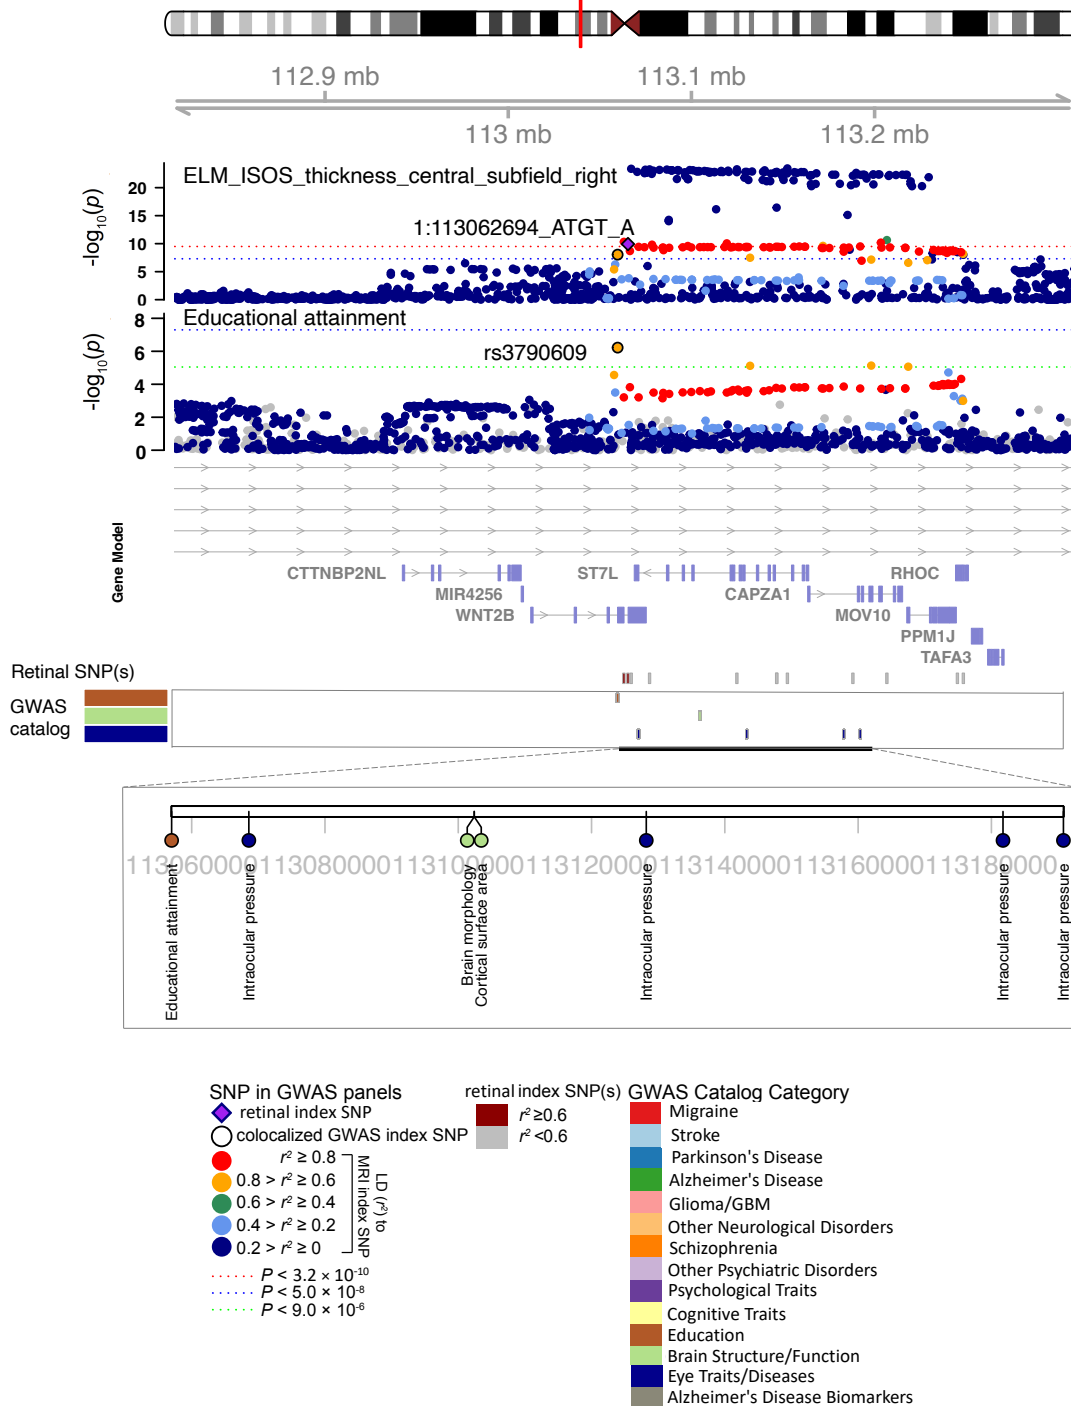 112.9 mb
113.1 mb
113 mb
113.2 mb
ELM_ISOS_thickness_central_subfield_right
1:113062694_ATGT_A
-log10(p)
20
15
10
5
0
Educational attainment
rs3790609
-log10(p)
8
6
4
2
0
Gene Model
CTTNBP2NL
ST7L
RHOC
MIR4256
CAPZA1
WNT2B
MOV10
PPM1J
TAFA3
Retinal SNP(s)
GWAS
catalog
113060000
113080000
113100000
113120000
113140000
113160000
113180000
Educational attainment
Intraocular pressure
Brain morphology
Cortical surface area
Intraocular pressure
Intraocular pressure
Intraocular pressure
SNP in GWAS panels
retinal index SNP
colocalized GWAS index SNP
r² ≥ 0.8
0.8 > r² ≥ 0.6
0.6 > r² ≥ 0.4
0.4 > r² ≥ 0.2
0.2 > r² ≥ 0
LD (r²) to
MRI index SNP
P < 3.2 × 10⁻¹⁰
P < 5.0 × 10⁻⁸
P < 9.0 × 10⁻⁶
retinal index SNP(s)
r² ≥0.6
r² <0.6
GWAS Catalog Category
Migraine
Stroke
Parkinson's Disease
Alzheimer's Disease
Glioma/GBM
Other Neurological Disorders
Schizophrenia
Other Psychiatric Disorders
Psychological Traits
Cognitive Traits
Education
Brain Structure/Function
Eye Traits/Diseases
Alzheimer's Disease Biomarkers